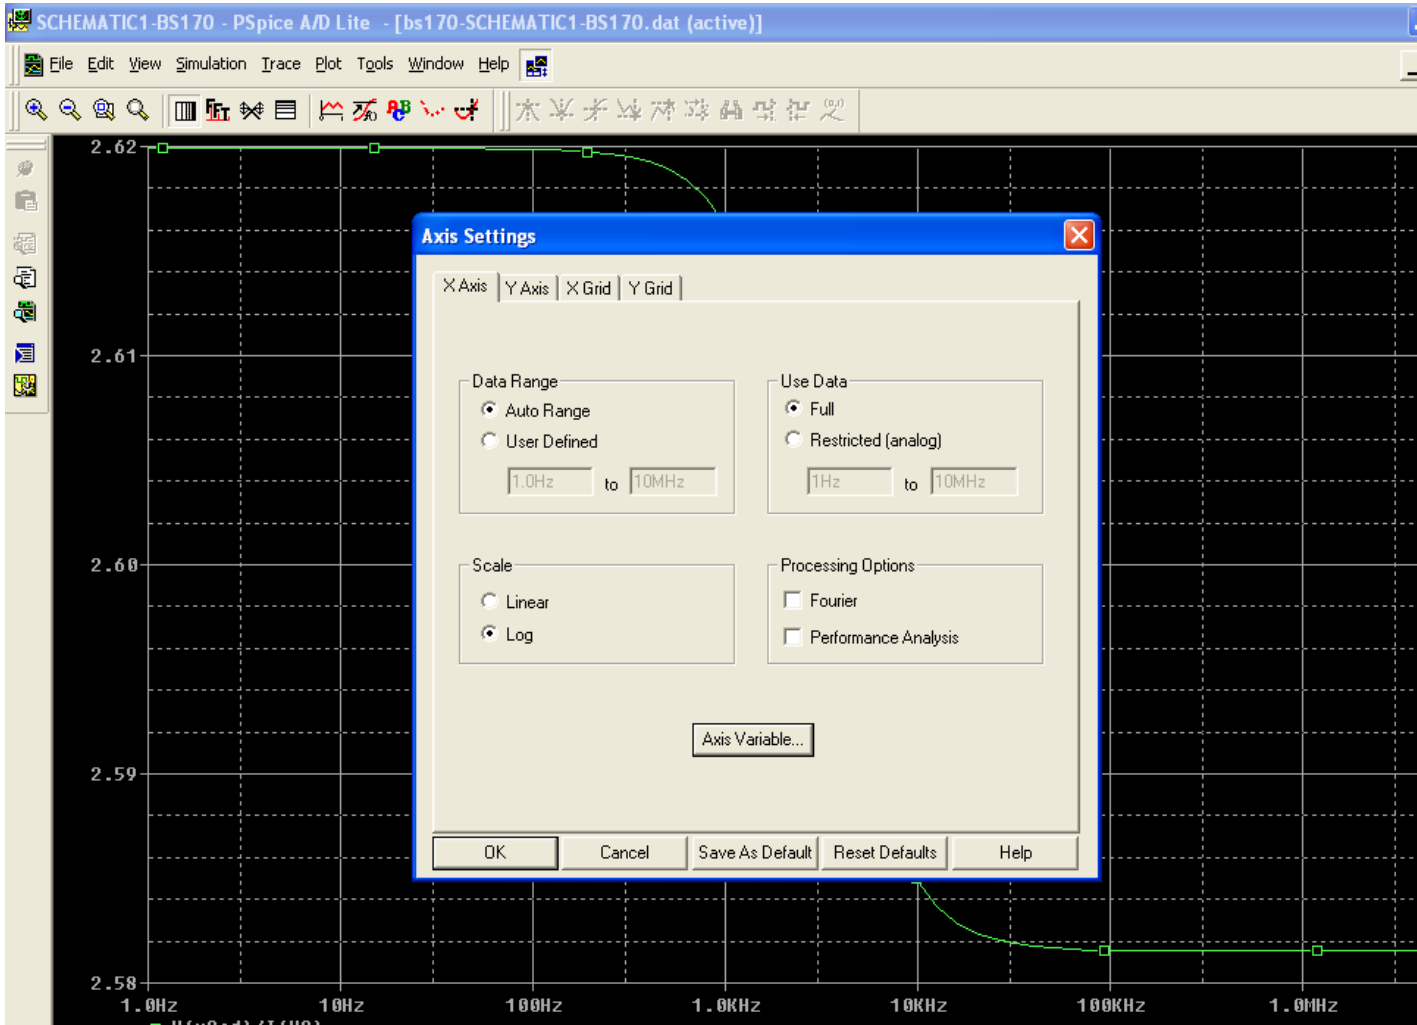 SCHEMATIC1-BS170 - PSpice A/D Lite - [bs170-SCHEMATIC1-BS170.dat (active)]
File Edit View Simulation Trace Plot Tools Window Help
2.62
Axis Settings
X Axis Y Axis X Grid Y Grid
2.61
Data Range Use Data
Auto Range Full
User Defined Restricted (analog)
1.0Hz to 10MHz 1Hz to 10MHz
2.60
Scale Processing Options
Linear Fourier
Log Performance Analysis
Axis Variable...
2.59
OK Cancel Save As Default Reset Defaults Help
2.58
1.0Hz 10Hz 100Hz 1.0KHz 10KHz 100KHz 1.0MHz